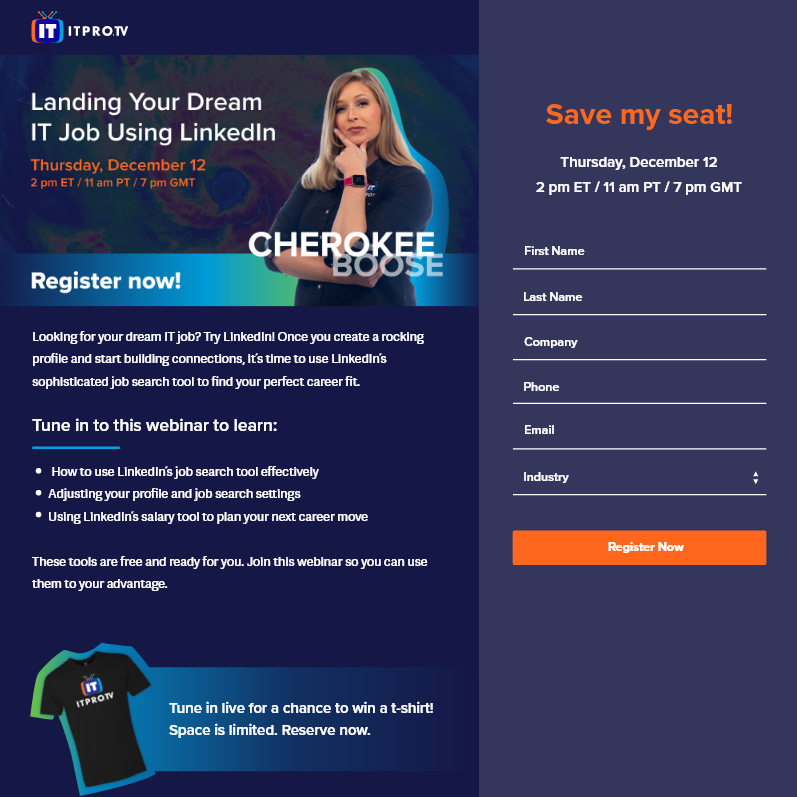 IT ITPRO.TV
Landing Your Dream
IT Job Using LinkedIn
Thursday, December 12
2 pm ET / 11 am PT / 7 pm GMT
IT
CHEROKEE
BOOSE
Register now!
Looking for your dream IT job? Try LinkedIn! Once you create a rocking
profile and start building connections, it's time to use LinkedIn's
sophisticated job search tool to find your perfect career fit.
Tune in to this webinar to learn:
• How to use LinkedIn's job search tool effectively
• Adjusting your profile and job search settings
• Using LinkedIn's salary tool to plan your next career move
These tools are free and ready for you. Join this webinar so you can use
them to your advantage.
IT
ITPRO.TV
Tune in live for a chance to win a t-shirt!
Space is limited. Reserve now.
Save my seat!
Thursday, December 12
2 pm ET / 11 am PT / 7 pm GMT
First Name
Last Name
Company
Phone
Email
Industry
Register Now